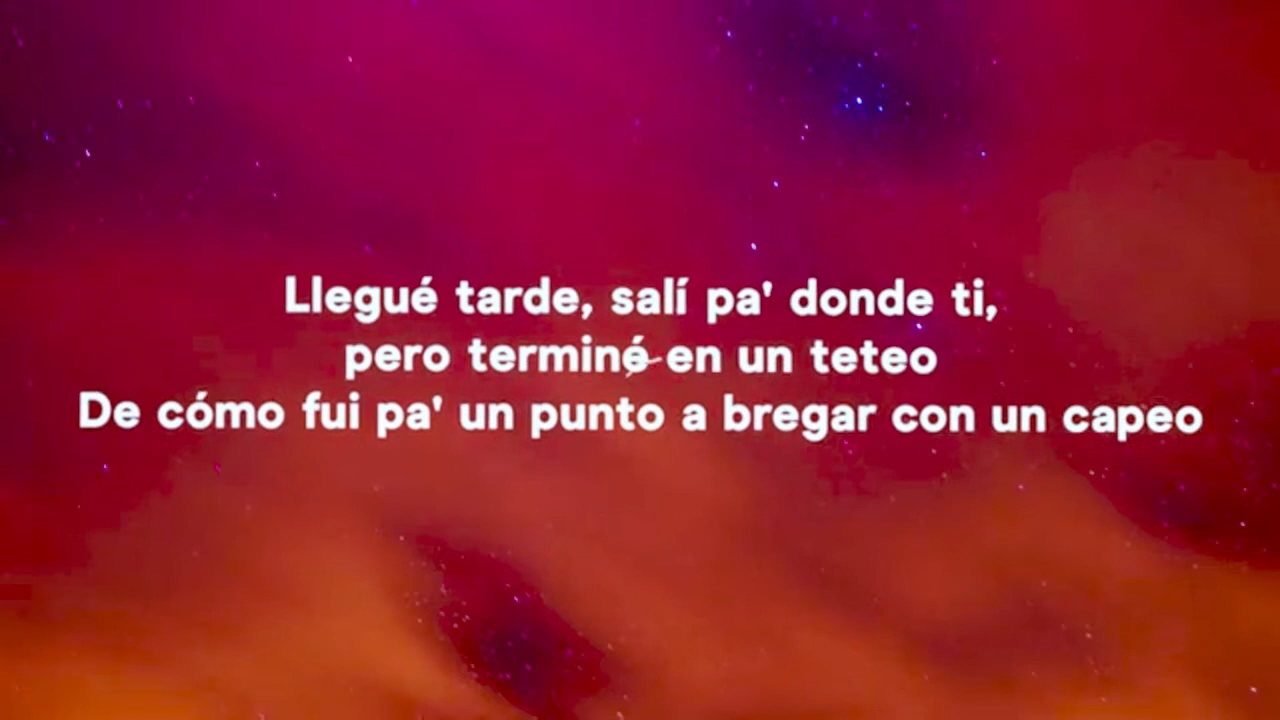 Llegué tarde, salí pa' donde ti,
pero terminé en un teteo
De cómo fui pa' un punto a bregar con un capeo